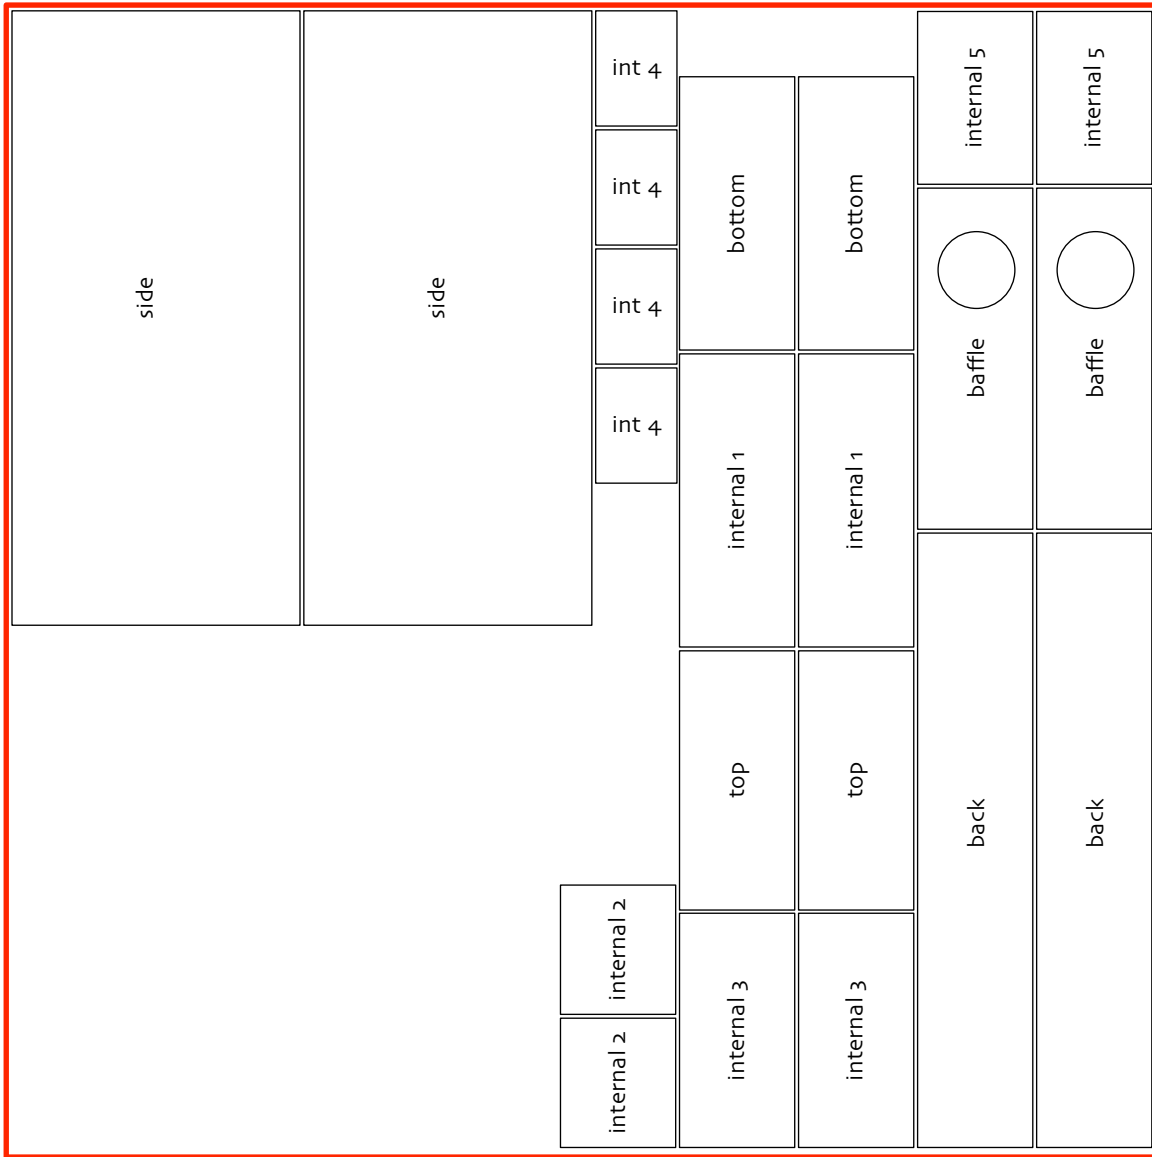 side
side
int 4
int 4
int 4
int 4
bottom
bottom
internal 5
internal 5
baffle
baffle
internal 1
internal 1
top
top
back
back
internal 2
internal 2
internal 3
internal 3